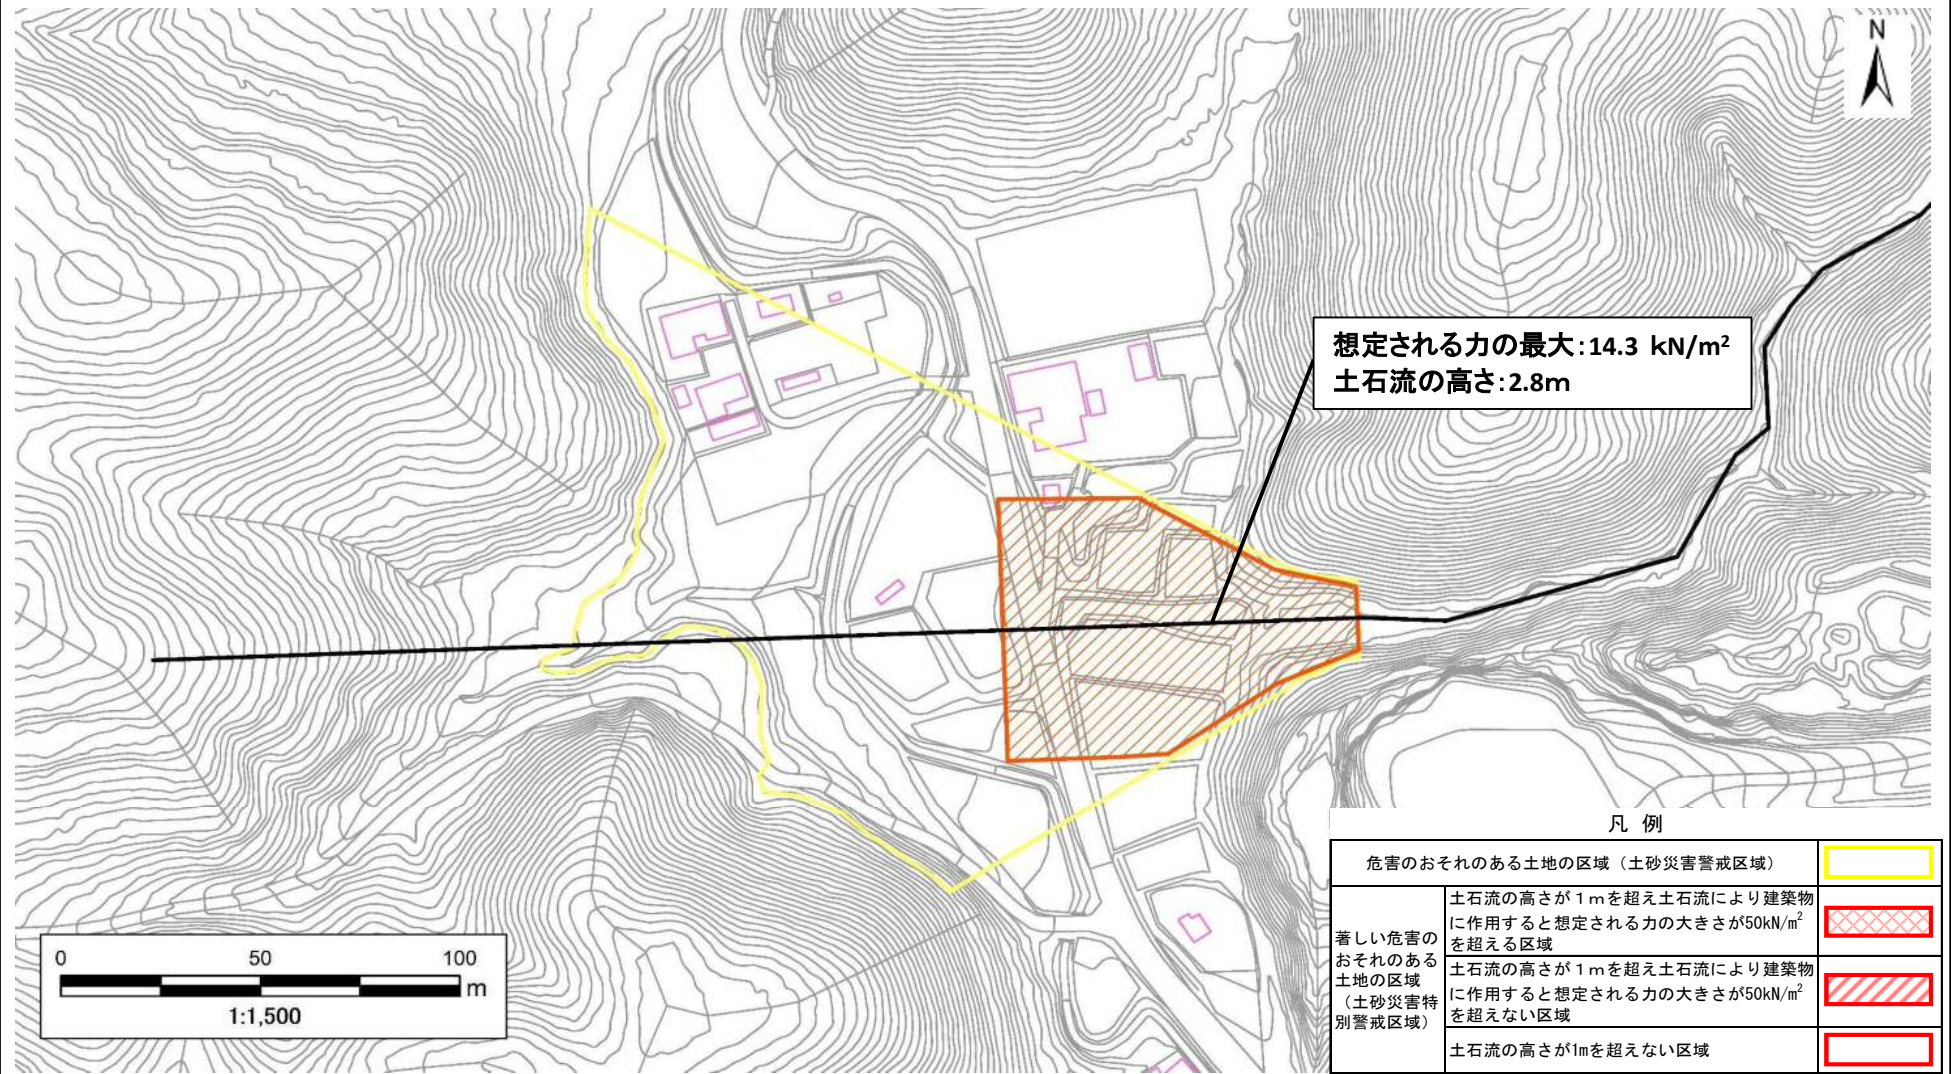 N
想定される力の最大:14.3 kN/m²
土石流の高さ:2.8m
凡 例
危害のおそれのある土地の区域（土砂災害警戒区域）
著しい危害の
おそれのある
土地の区域
（土砂災害特
別警戒区域）
土石流の高さが１ｍを超え土石流により建築物
に作用すると想定される力の大きさが50kN/m²
を超える区域
土石流の高さが１ｍを超え土石流により建築物
に作用すると想定される力の大きさが50kN/m²
を超えない区域
土石流の高さが1mを超えない区域
0 50 100
m
1:1,500